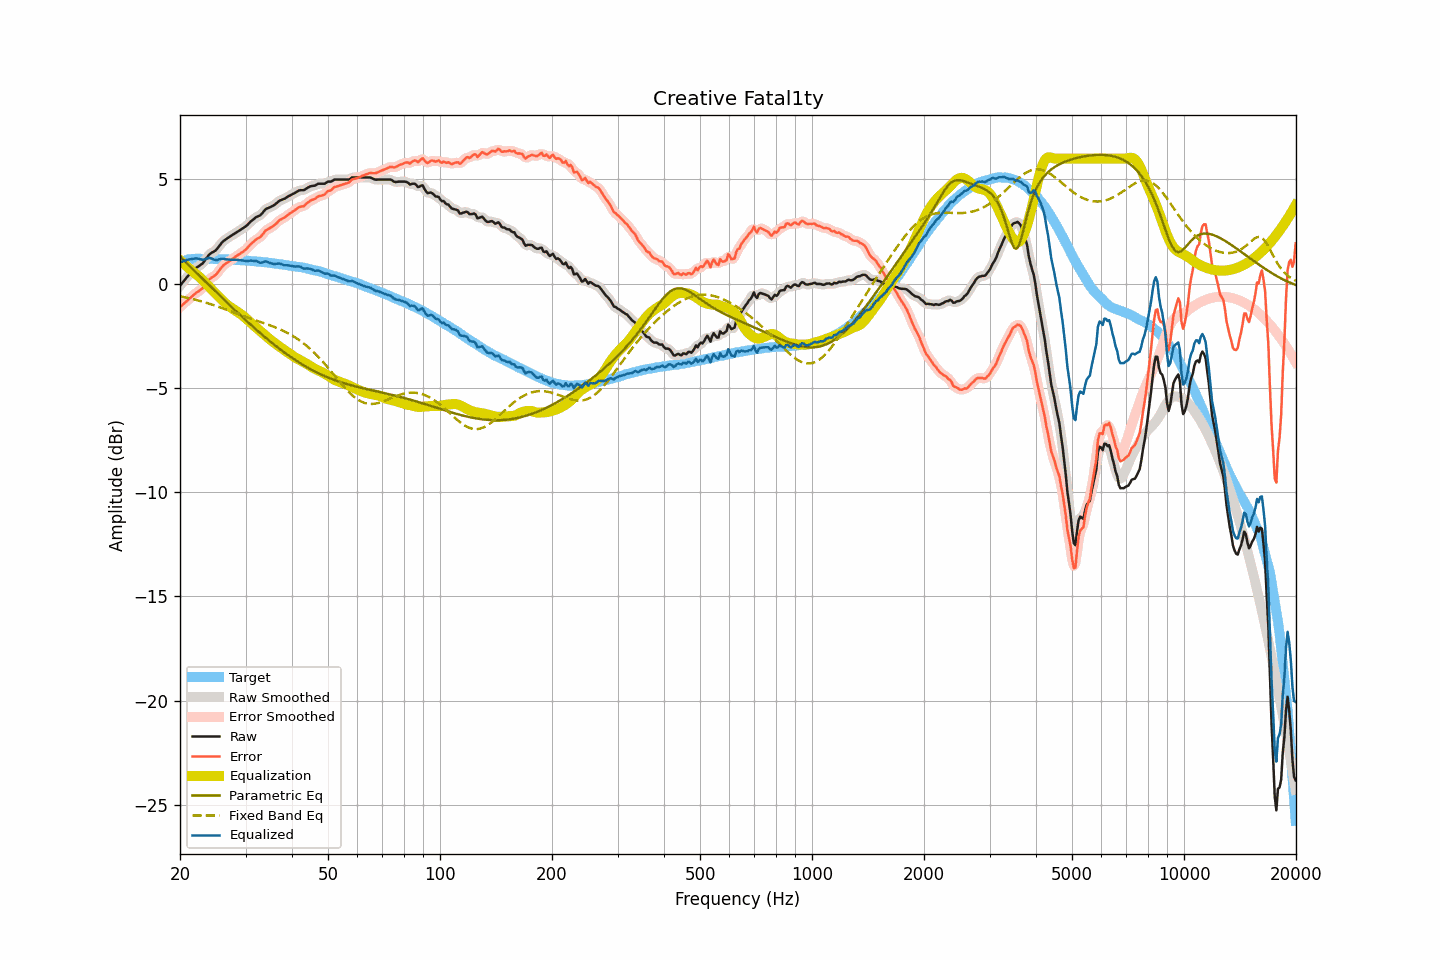 Creative Fatal1ty
Amplitude (dBr)
5
0
−5
−10
−15
−20
−25
Target
Raw Smoothed
Error Smoothed
Raw
Error
Equalization
Parametric Eq
Fixed Band Eq
Equalized
20 50 100 200 500 1000 2000 5000 10000 20000
Frequency (Hz)